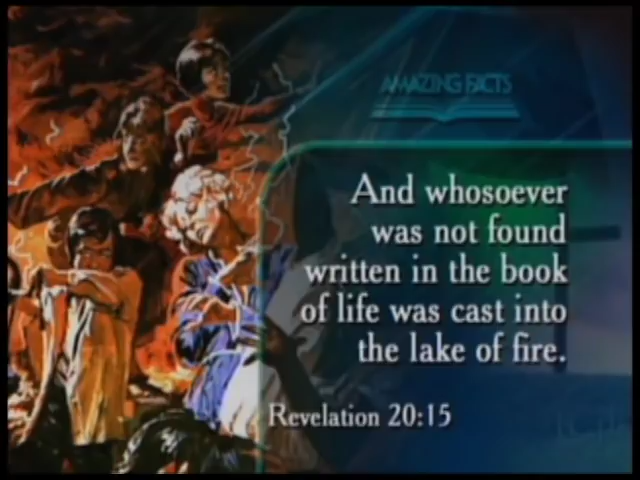 AMAZING FACTS
And whosoever
was not found
written in the book
of life was cast into
the lake of fire.
Revelation 20:15